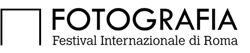 FOTOGRAFIA
Festival Internazionale di Roma